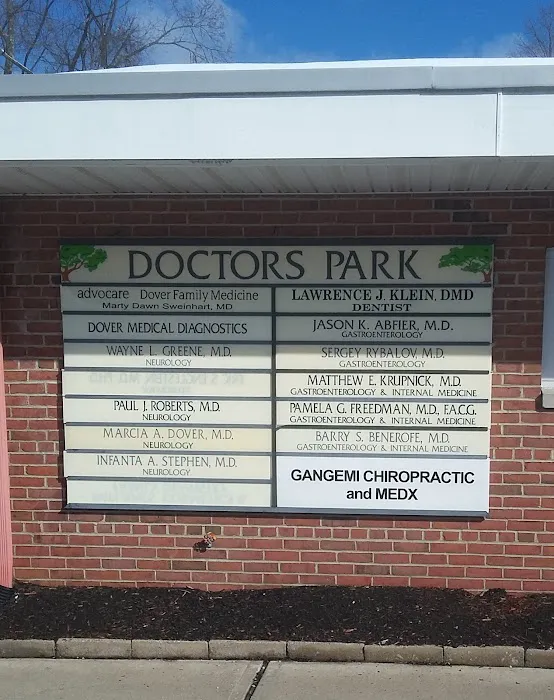 DOCTORS PARK
advocate Dover Family Medicine
Marty Dawn Sweinhart, MD
DOVER MEDICAL DIAGNOSTICS
WAYNE L. GREENE, M.D.
NEUROLOGY
PAUL J. ROBERTS, M.D.
NEUROLOGY
MARCIA A. DOVER, M.D.
NEUROLOGY
INFANTA A. STEPHEN, M.D.
NEUROLOGY
LAWRENCE J. KLEIN, DMD
DENTIST
JASON K. ABFIER, M.D.
GASTROENTEROLOGY
SERGEY RYBALOV, M.D.
GASTROENTEROLOGY
MATTHEW E. KRUPNICK, M.D.
GASTROENTEROLOGY & INTERNAL MEDICINE
PAMELA G. FREEDMAN, M.D., F.A.C.G.
GASTROENTEROLOGY & INTERNAL MEDICINE
BARRY S. BENEROFE, M.D.
GASTROENTEROLOGY & INTERNAL MEDICINE
GANGEMI CHIROPRACTIC
and MEDX